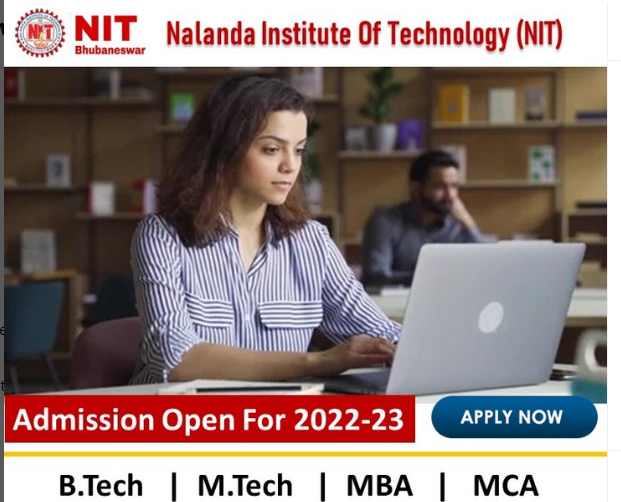 NIT
Bhubaneswar
Nalanda Institute Of Technology (NIT)
Admission Open For 2022-23
APPLY NOW
B.Tech | M.Tech | MBA | MCA